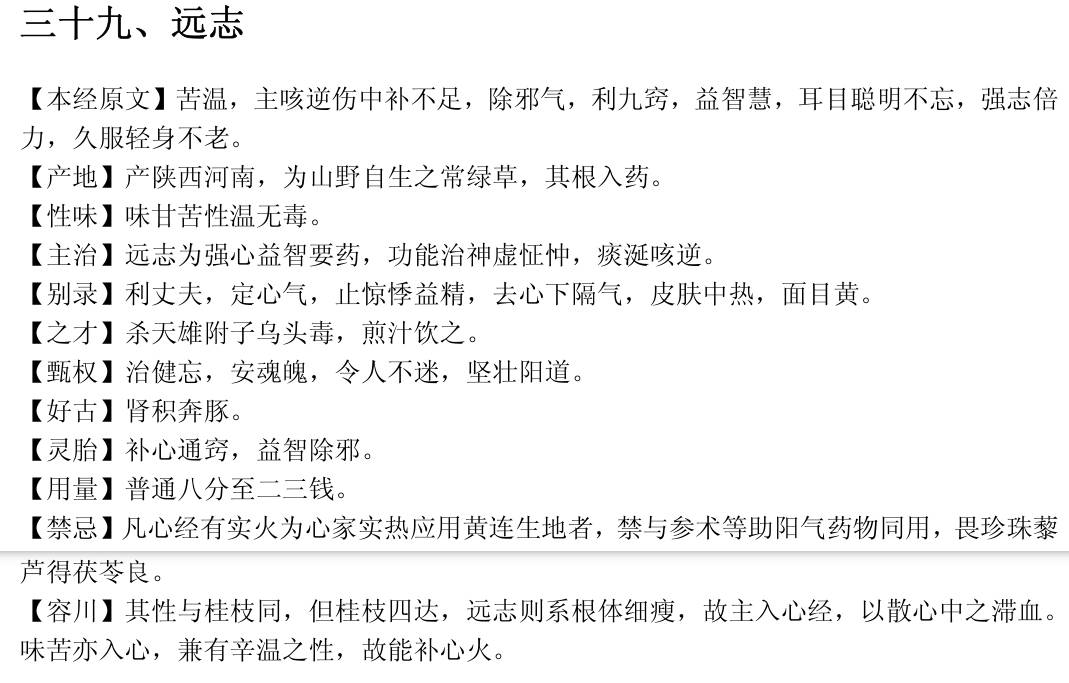 三十九、远志
【本经原文】苦温，主咳逆伤中补不足，除邪气，利九窍，益智慧，耳目聪明不忘，强志倍
力，久服轻身不老。
【产地】产陕西河南，为山野自生之常绿草，其根入药。
【性味】味甘苦性温无毒。
【主治】远志为强心益智要药，功能治神虚怔忡，痰涎咳逆。
【别录】利丈夫，定心气，止惊悸益精，去心下隔气，皮肤中热，面目黄。
【之才】杀天雄附子乌头毒，煎汁饮之。
【甄权】治健忘，安魂魄，令人不迷，坚壮阳道。
【好古】肾积奔豚。
【灵胎】补心通窍，益智除邪。
【用量】普通八分至二三钱。
【禁忌】凡心经有实火为心家实热应用黄连生地者，禁与参术等助阳气药物同用，畏珍珠藜
芦得茯苓良。
【容川】其性与桂枝同，但桂枝四达，远志则系根体细瘦，故主入心经，以散心中之滞血。
味苦亦入心，兼有辛温之性，故能补心火。